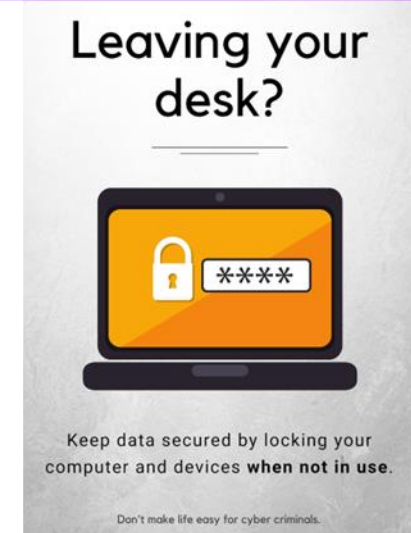 Leaving your
desk?
****
Keep data secured by locking your
computer and devices when not in use.
Don't make life easy for cyber criminals.